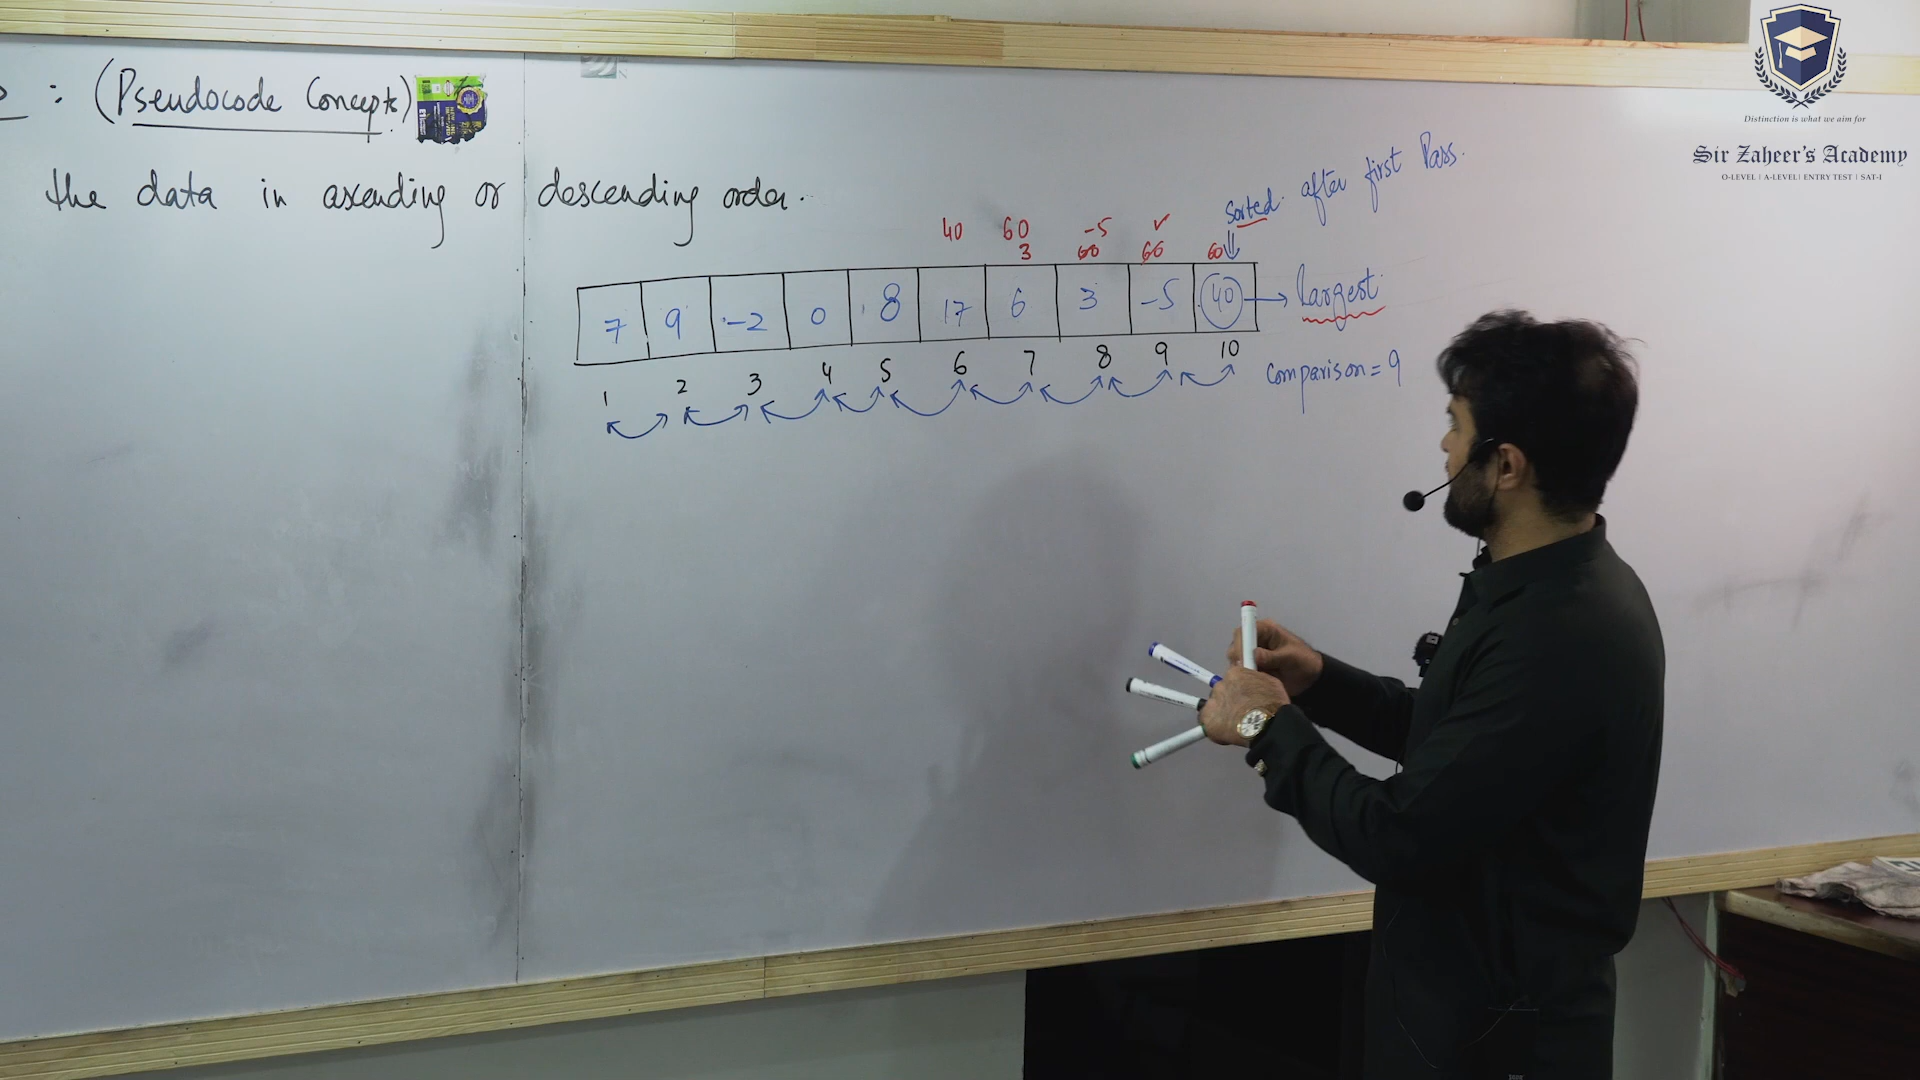 : (Pseudocode Concepts)
the data in ascending or descending order.
Sorted after first Pass.
40 60 -5 ✓
3 60 60 60
7 9 -2 0 8 17 6 3 -5 40 → largest
1 2 3 4 5 6 7 8 9 10
Comparison = 9
Distinction is what we aim for
Sir Zaheer's Academy
O-LEVEL | A-LEVEL | ENTRY TEST | SAT-I